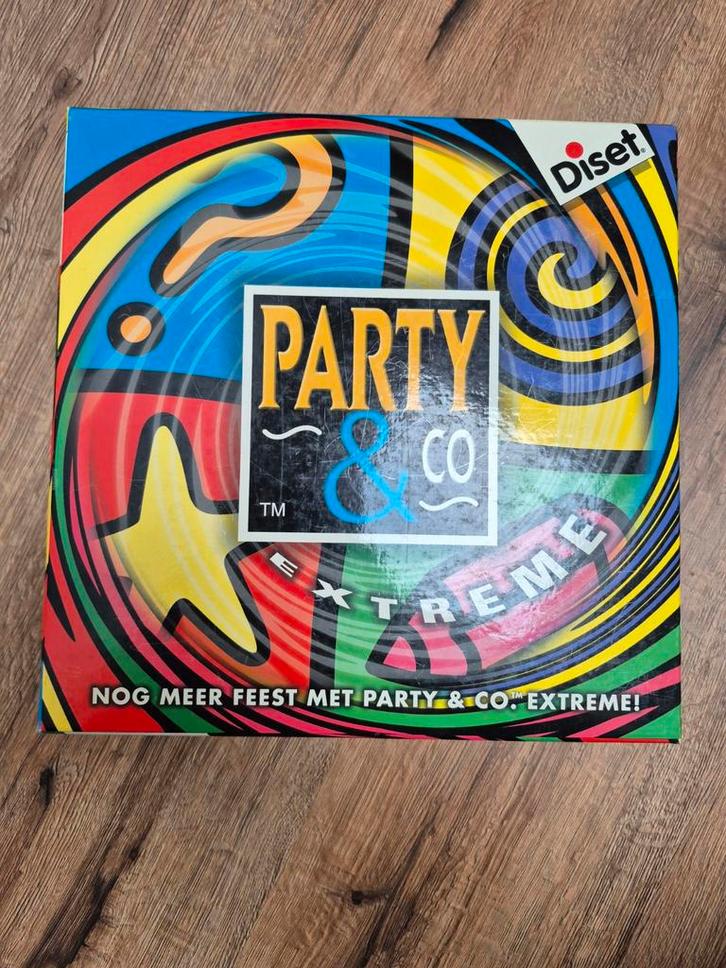 Diset®
PARTY
&
CO
TM
EXTREME
NOG MEER FEEST MET PARTY & CO.™ EXTREME!